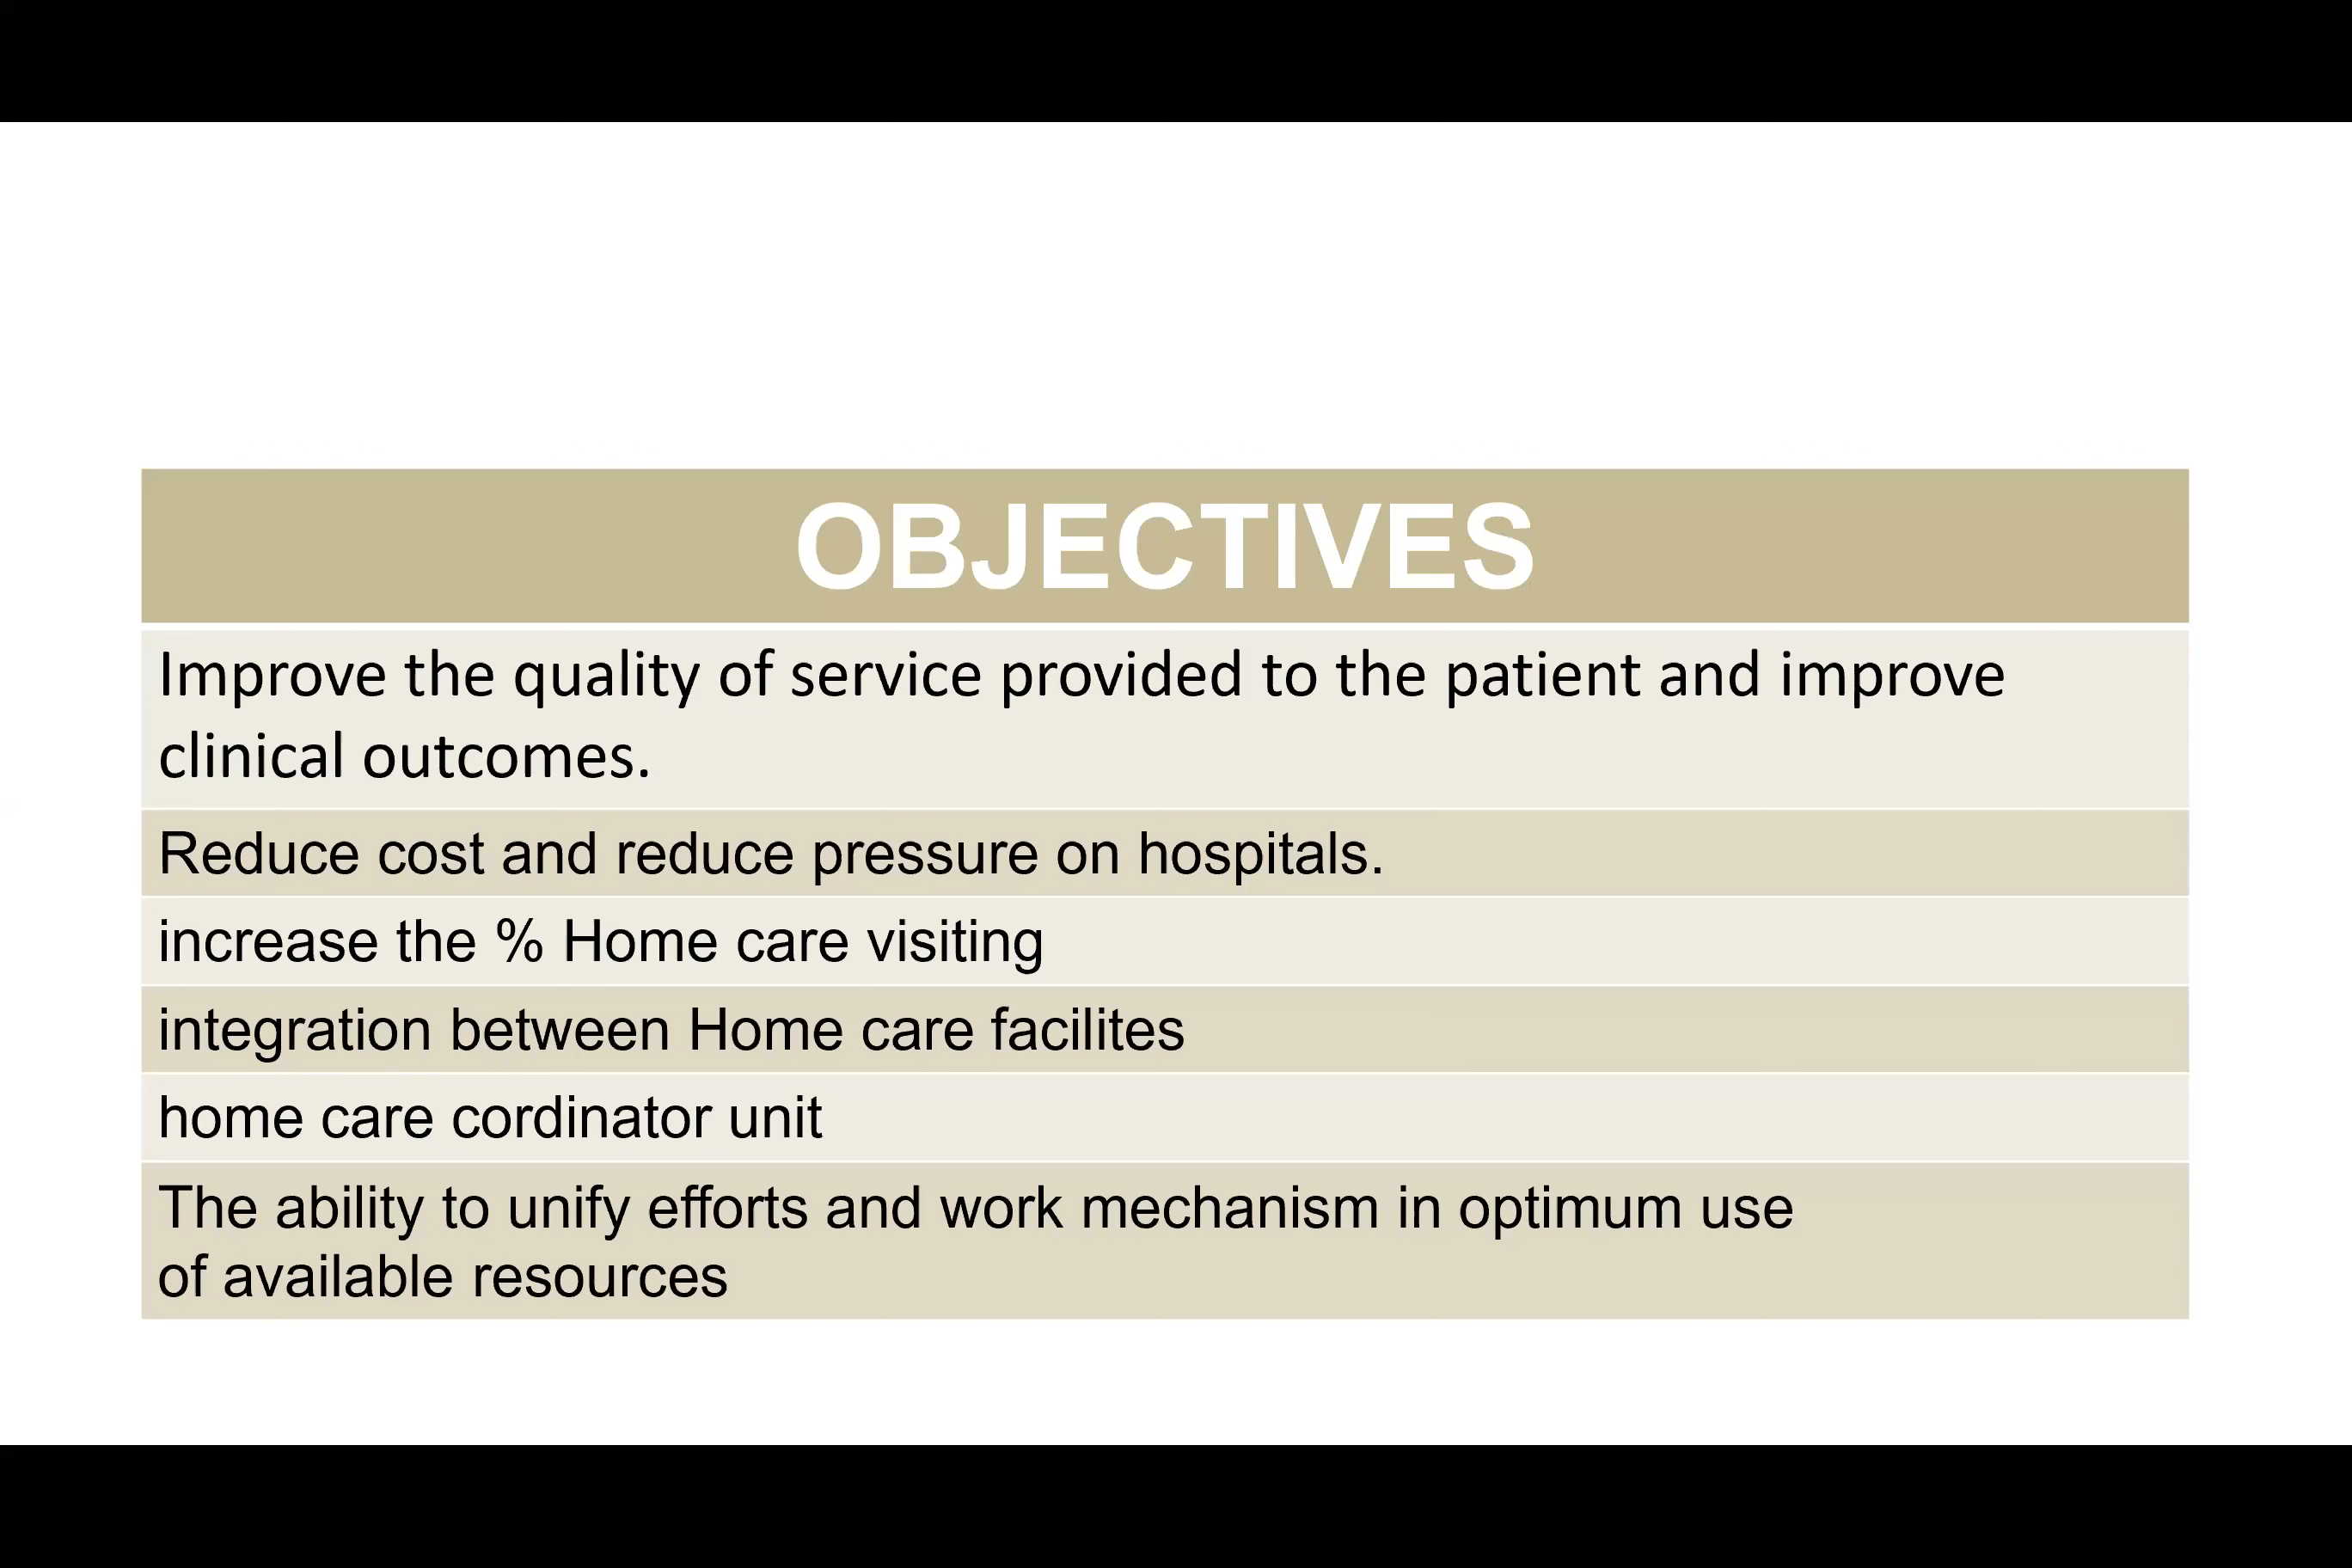 OBJECTIVES
Improve the quality of service provided to the patient and improve
clinical outcomes.
Reduce cost and reduce pressure on hospitals.
increase the % Home care visiting
integration between Home care facilites
home care cordinator unit
The ability to unify efforts and work mechanism in optimum use
of available resources